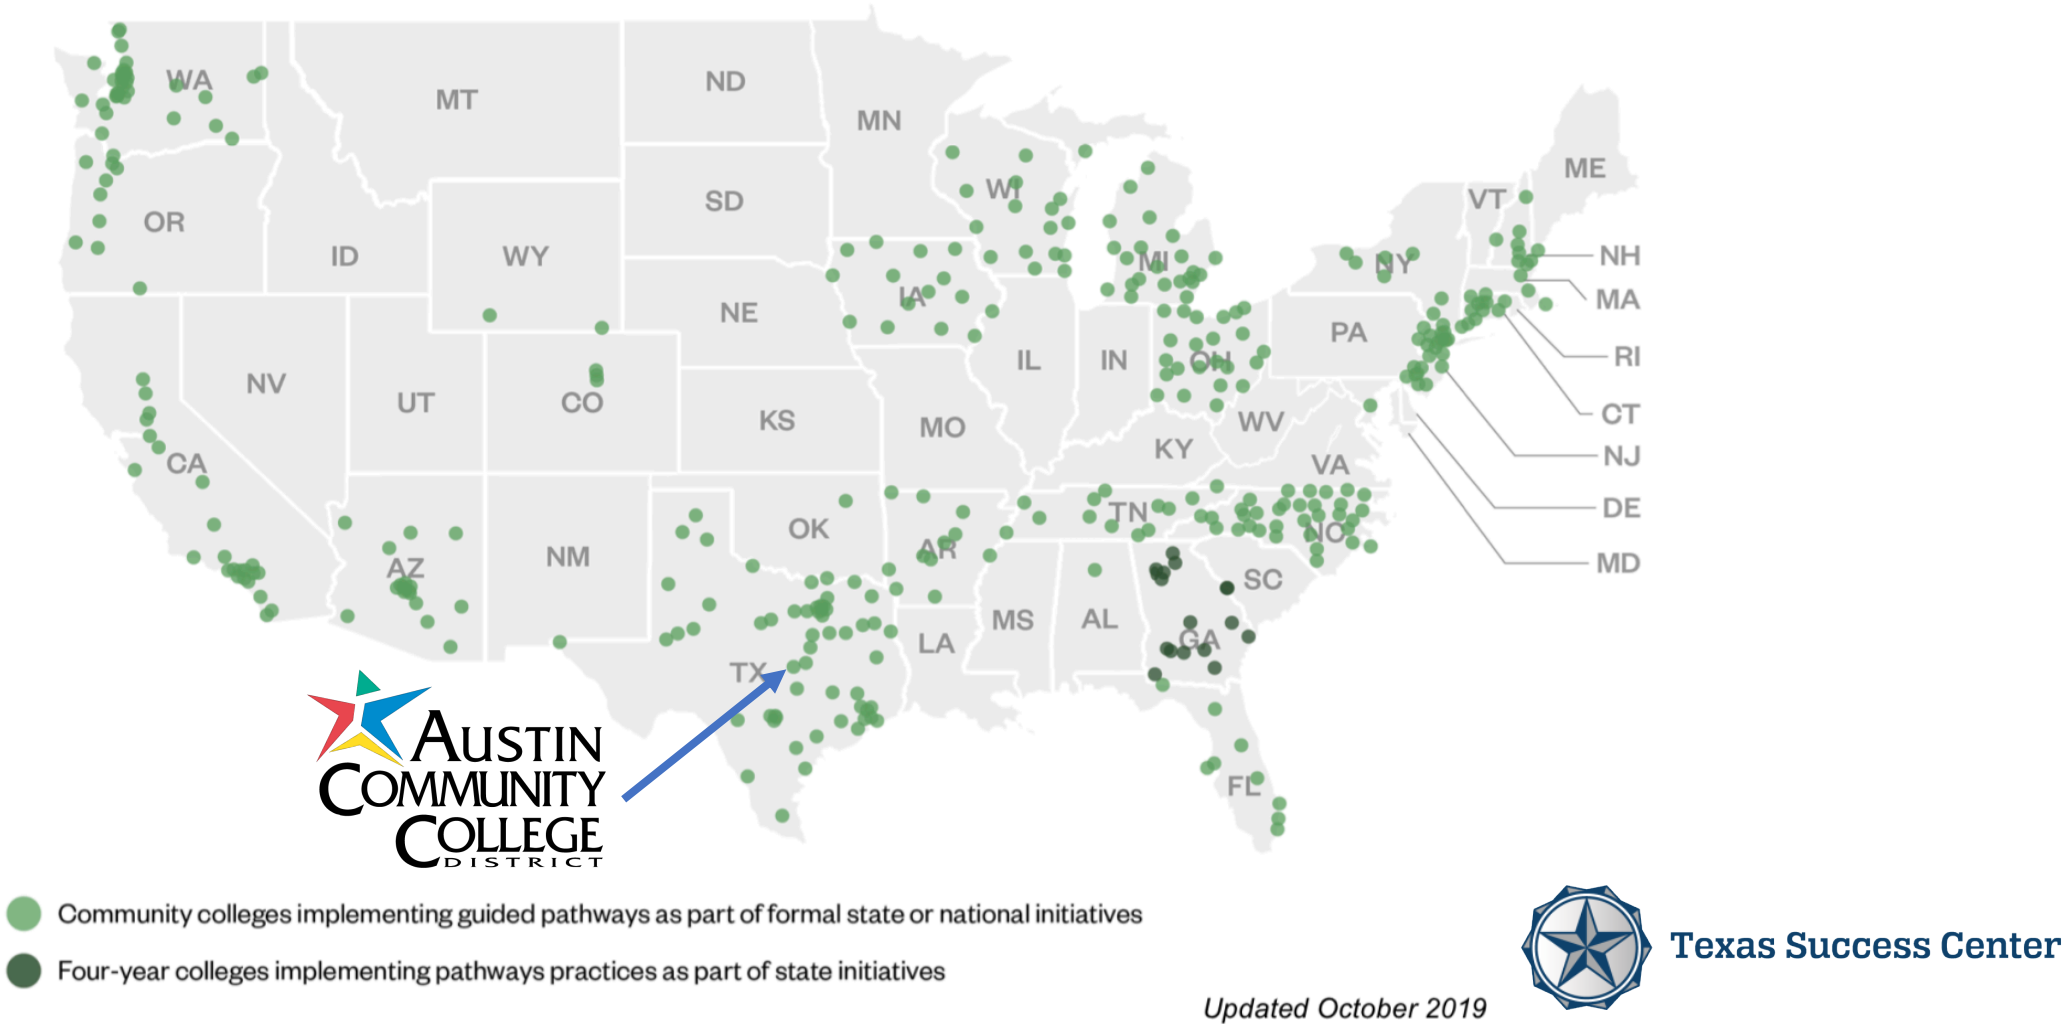 WA
MT
ND
MN
ME
VT
WI
SD
OR
ID
WY
MI
NY
NH
MA
IA
NE
PA
RI
NV
UT
CO
IL
IN
OH
KS
MO
WV
CT
CA
KY
VA
NJ
DE
AZ
NM
OK
AR
TN
NC
MD
SC
MS
AL
GA
LA
TX
FL
AUSTIN
COMMUNITY
COLLEGE
DISTRICT
Community colleges implementing guided pathways as part of formal state or national initiatives
Four-year colleges implementing pathways practices as part of state initiatives
Texas Success Center
Updated October 2019